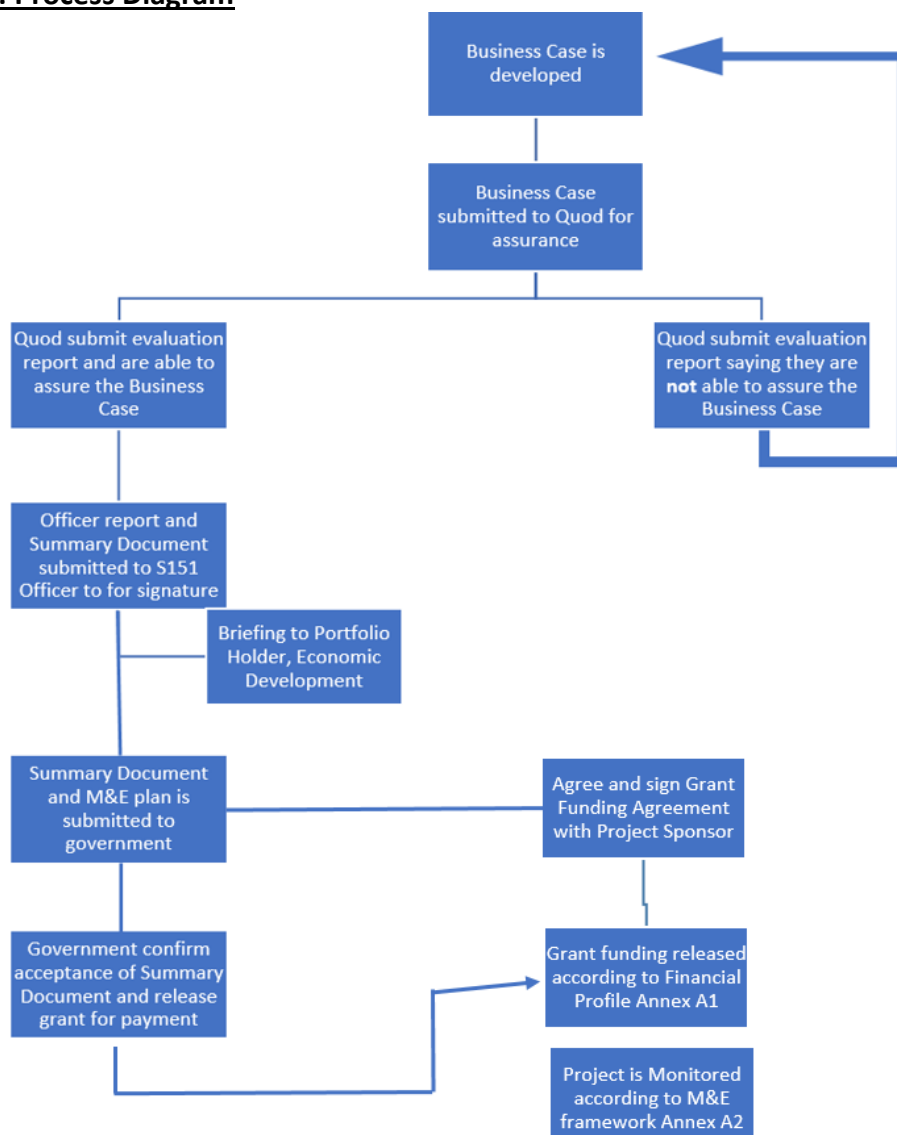 . Process Diagram
Business Case is
developed
Business Case
submitted to Quod for
assurance
Quod submit evaluation
report and are able to
assure the Business
Case
Quod submit evaluation
report saying they are
not able to assure the
Business Case
Officer report and
Summary Document
submitted to S151
Officer to for signature
Briefing to Portfolio
Holder, Economic
Development
Summary Document
and M&E plan is
submitted to
government
Agree and sign Grant
Funding Agreement
with Project Sponsor
Government confirm
acceptance of Summary
Document and release
grant for payment
Grant funding released
according to Financial
Profile Annex A1
Project is Monitored
according to M&E
framework Annex A2